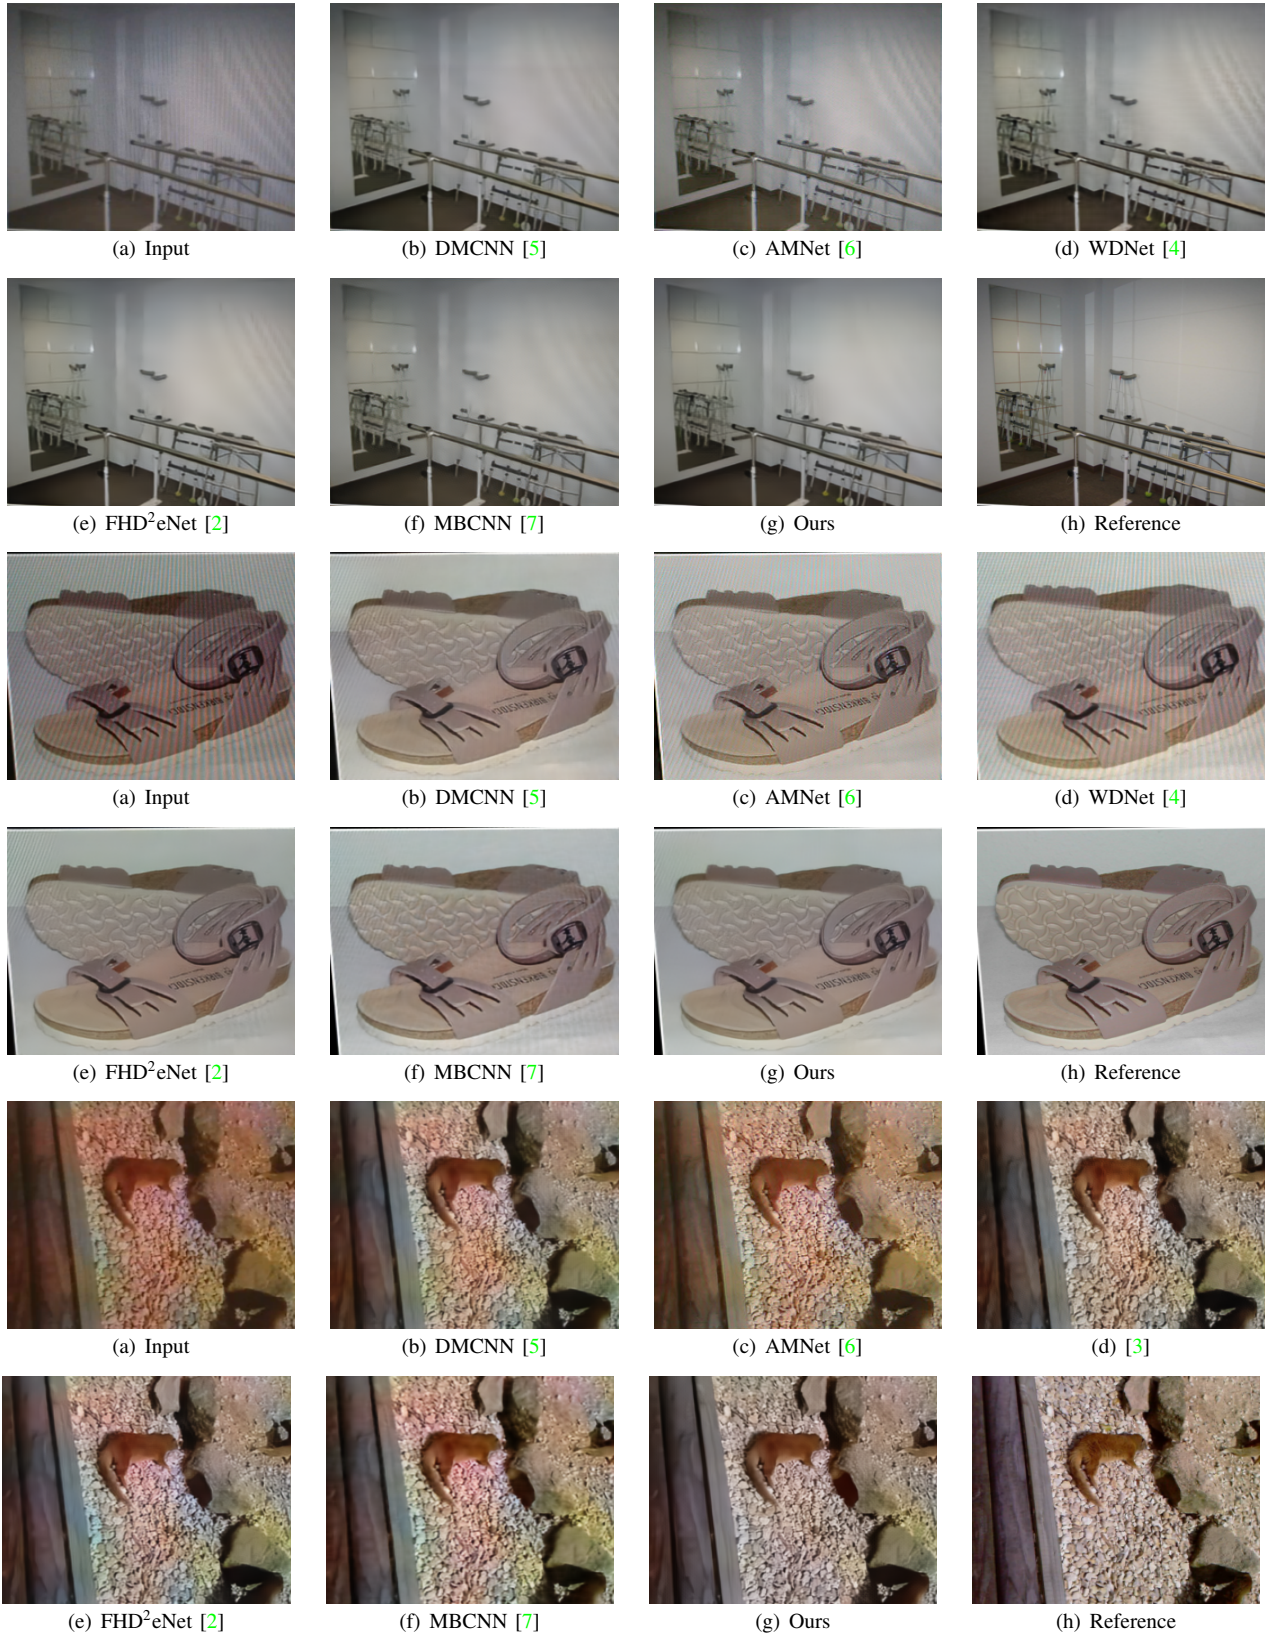 (a) Input
(b) DMCNN [5]
(c) AMNet [6]
(d) WDNet [4]
(e) FHD²eNet [2]
(f) MBCNN [7]
(g) Ours
(h) Reference
(a) Input
(b) DMCNN [5]
(c) AMNet [6]
(d) WDNet [4]
(e) FHD²eNet [2]
(f) MBCNN [7]
(g) Ours
(h) Reference
(a) Input
(b) DMCNN [5]
(c) AMNet [6]
(d) [3]
(e) FHD²eNet [2]
(f) MBCNN [7]
(g) Ours
(h) Reference